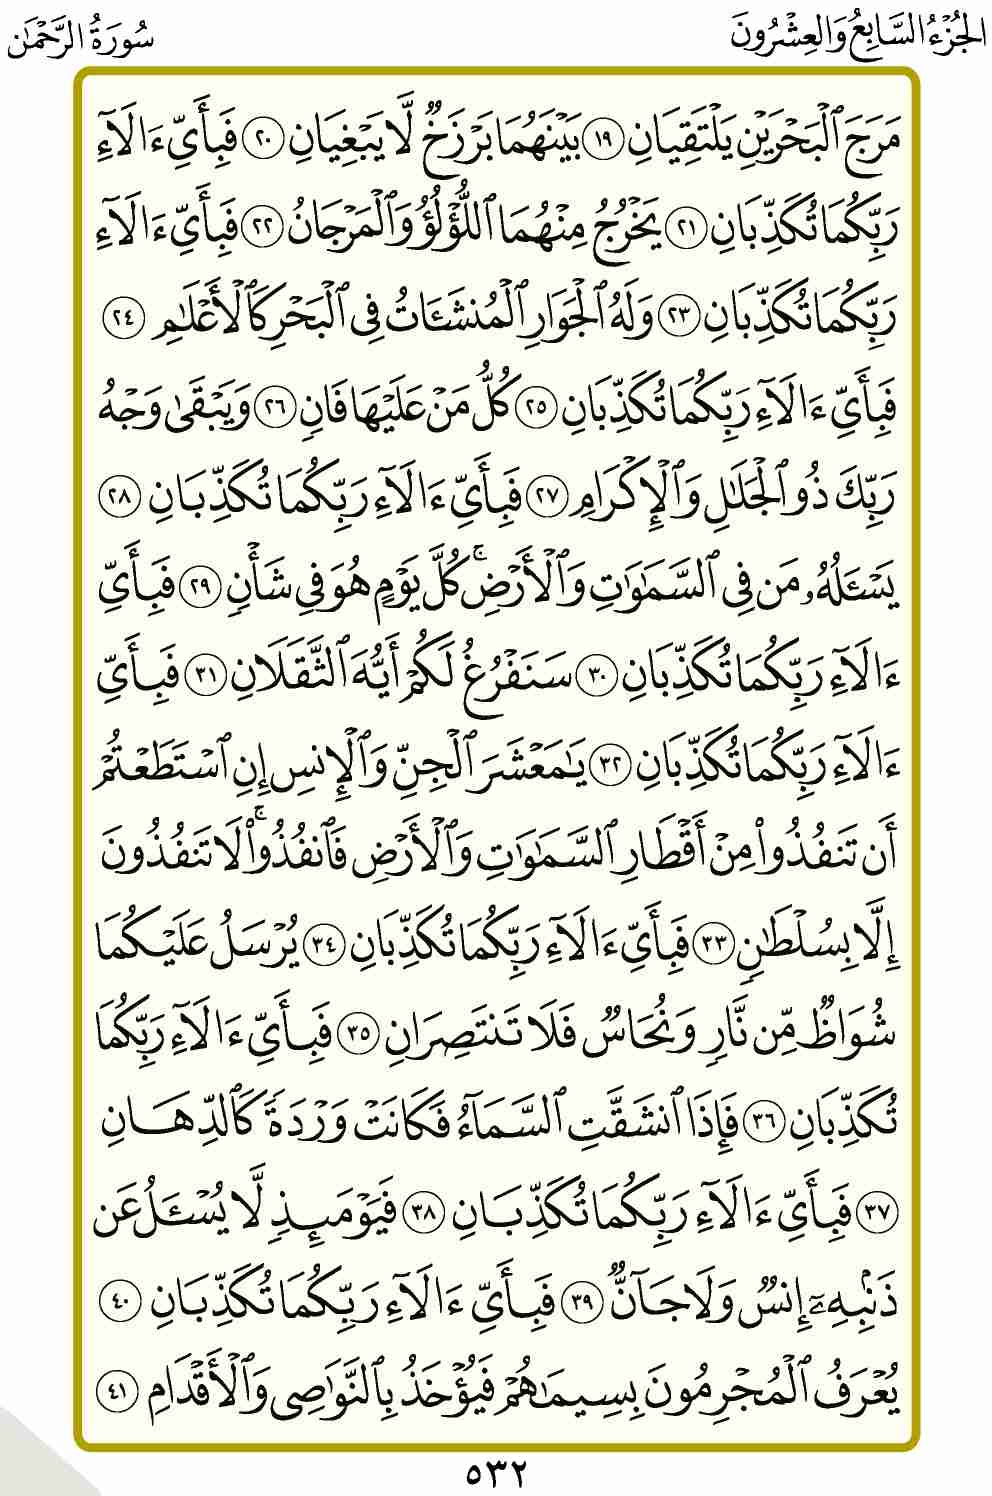 الجُزْءُ السَّابِعُ وَالعِشْرُونَ
سُورَةُ الرَّحْمَٰن
مَرَجَ ٱلْبَحْرَيْنِ يَلْتَقِيَانِ ١٩ بَيْنَهُمَا بَرْزَخٌ لَّا يَبْغِيَانِ ٢٠ فَبِأَيِّ ءَالَآءِ
رَبِّكُمَا تُكَذِّبَانِ ٢١ يَخْرُجُ مِنْهُمَا ٱللُّؤْلُؤُ وَٱلْمَرْجَانُ ٢٢ فَبِأَيِّ ءَالَآءِ
رَبِّكُمَا تُكَذِّبَانِ ٢٣ وَلَهُ ٱلْجَوَارِ ٱلْمُنشَـَٔاتُ فِى ٱلْبَحْرِ كَٱلْأَعْلَٰمِ ٢٤
فَبِأَيِّ ءَالَآءِ رَبِّكُمَا تُكَذِّبَانِ ٢٥ كُلُّ مَنْ عَلَيْهَا فَانٍ ٢٦ وَيَبْقَىٰ وَجْهُ
رَبِّكَ ذُو ٱلْجَلَٰلِ وَٱلْإِكْرَامِ ٢٧ فَبِأَيِّ ءَالَآءِ رَبِّكُمَا تُكَذِّبَانِ ٢٨
يَسْـَٔلُهُۥ مَن فِى ٱلسَّمَٰوَٰتِ وَٱلْأَرْضِ ۚ كُلَّ يَوْمٍ هُوَ فِى شَأْنٍ ٢٩ فَبِأَيِّ
ءَالَآءِ رَبِّكُمَا تُكَذِّبَانِ ٣٠ سَنَفْرُغُ لَكُمْ أَيُّهَ ٱلثَّقَلَانِ ٣١ فَبِأَيِّ
ءَالَآءِ رَبِّكُمَا تُكَذِّبَانِ ٣٢ يَٰمَعْشَرَ ٱلْجِنِّ وَٱلْإِنسِ إِنِ ٱسْتَطَعْتُمْ
أَن تَنفُذُوا۟ مِنْ أَقْطَارِ ٱلسَّمَٰوَٰتِ وَٱلْأَرْضِ فَٱنفُذُوا۟ ۚ لَا تَنفُذُونَ
إِلَّا بِسُلْطَٰنٍ ٣٣ فَبِأَيِّ ءَالَآءِ رَبِّكُمَا تُكَذِّبَانِ ٣٤ يُرْسَلُ عَلَيْكُمَا
شُوَاظٌ مِّن نَّارٍ وَنُحَاسٌ فَلَا تَنتَصِرَانِ ٣٥ فَبِأَيِّ ءَالَآءِ رَبِّكُمَا
تُكَذِّبَانِ ٣٦ فَإِذَا ٱنشَقَّتِ ٱلسَّمَآءُ فَكَانَتْ وَرْدَةً كَٱلدِّهَانِ
٣٧ فَبِأَيِّ ءَالَآءِ رَبِّكُمَا تُكَذِّبَانِ ٣٨ فَيَوْمَئِذٍ لَّا يُسْـَٔلُ عَن
ذَنۢبِهِۦٓ إِنسٌ وَلَا جَآنٌّ ٣٩ فَبِأَيِّ ءَالَآءِ رَبِّكُمَا تُكَذِّبَانِ ٤٠
يُعْرَفُ ٱلْمُجْرِمُونَ بِسِيمَٰهُمْ فَيُؤْخَذُ بِٱلنَّوَٰصِى وَٱلْأَقْدَامِ ٤١
٥٣٢